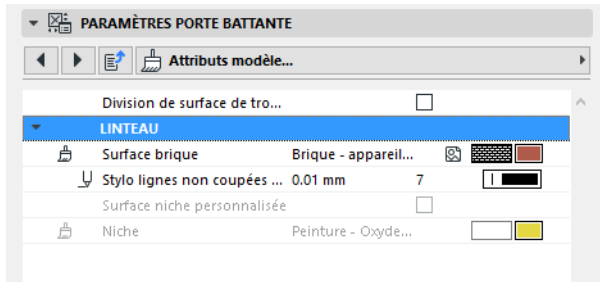 PARAMÈTRES PORTE BATTANTE
Attributs modèle...
Division de surface de tro...
LINTEAU
Surface brique Brique - appareil...
Stylo lignes non coupées ... 0.01 mm 7
Surface niche personnalisée
Niche Peinture - Oxyde...